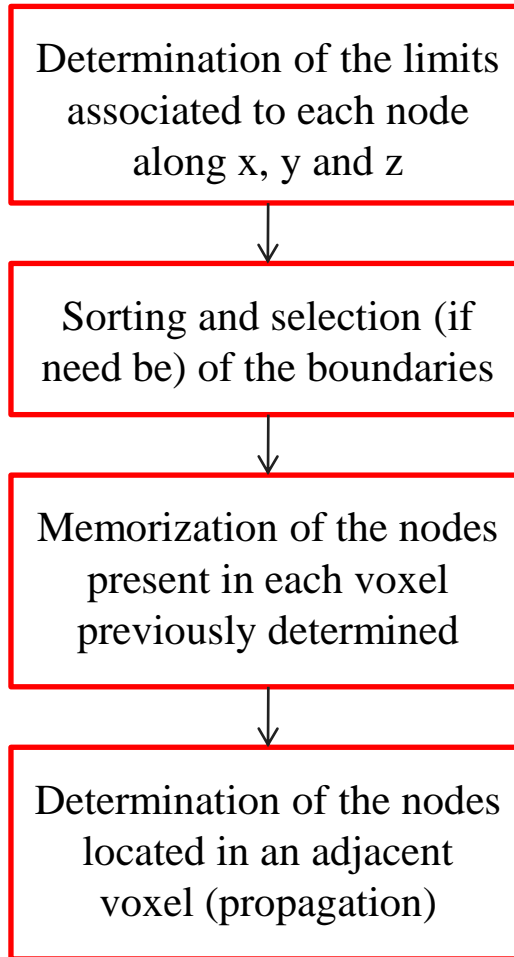 Determination of the limits
associated to each node
along x, y and z
Sorting and selection (if
need be) of the boundaries
Memorization of the nodes
present in each voxel
previously determined
Determination of the nodes
located in an adjacent
voxel (propagation)